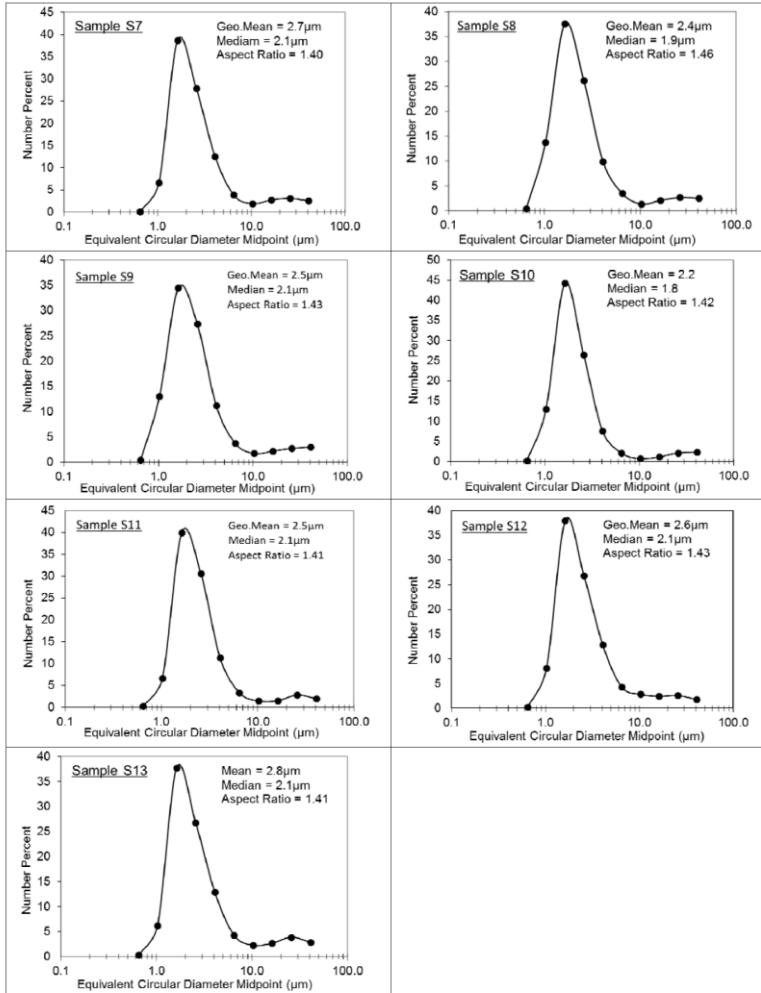 Sample S7
Geo.Mean = 2.7µm
Mediam = 2.1µm
Aspect Ratio = 1.40
Number Percent
45
40
35
30
25
20
15
10
5
0
0.1 1.0 10.0 100.0
Equivalent Circular Diameter Midpoint (µm)
Sample S8
Geo.Mean = 2.4µm
Median = 1.9µm
Aspect Ratio = 1.46
Number Percent
40
35
30
25
20
15
10
5
0
0.1 1.0 10.0 100.0
Equivalent Circular Diameter Midpoint (µm)
Sample S9
Geo.Mean = 2.5µm
Median = 2.1µm
Aspect Ratio = 1.43
Number Percent
35
30
25
20
15
10
5
0
0.1 1.0 10.0 100.0
Equivalent Circular Diameter Midpoint (µm)
Sample S10
Geo.Mean = 2.2
Median = 1.8
Aspect Ratio = 1.42
Number Percent
50
45
40
35
30
25
20
15
10
5
0
0.1 1.0 10.0 100.0
Equivalent Circular Diameter Midpoint (µm)
Sample S11
Geo.Mean = 2.5µm
Median = 2.1µm
Aspect Ratio = 1.41
Number Percent
45
40
35
30
25
20
15
10
5
0
0.1 1.0 10.0 100.0
Equivalent Circular Diameter Midpoint (µm)
Sample S12
Geo.Mean = 2.6µm
Median = 2.1µm
Aspect Ratio = 1.43
Number Percent
40
35
30
25
20
15
10
5
0
0.1 1.0 10.0 100.0
Equivalent Circular Diameter Midpoint (µm)
Sample S13
Mean = 2.8µm
Median = 2.1µm
Aspect Ratio = 1.41
Number Percent
40
35
30
25
20
15
10
5
0
0.1 1.0 10.0 100.0
Equivalent Circular Diameter Midpoint (µm)